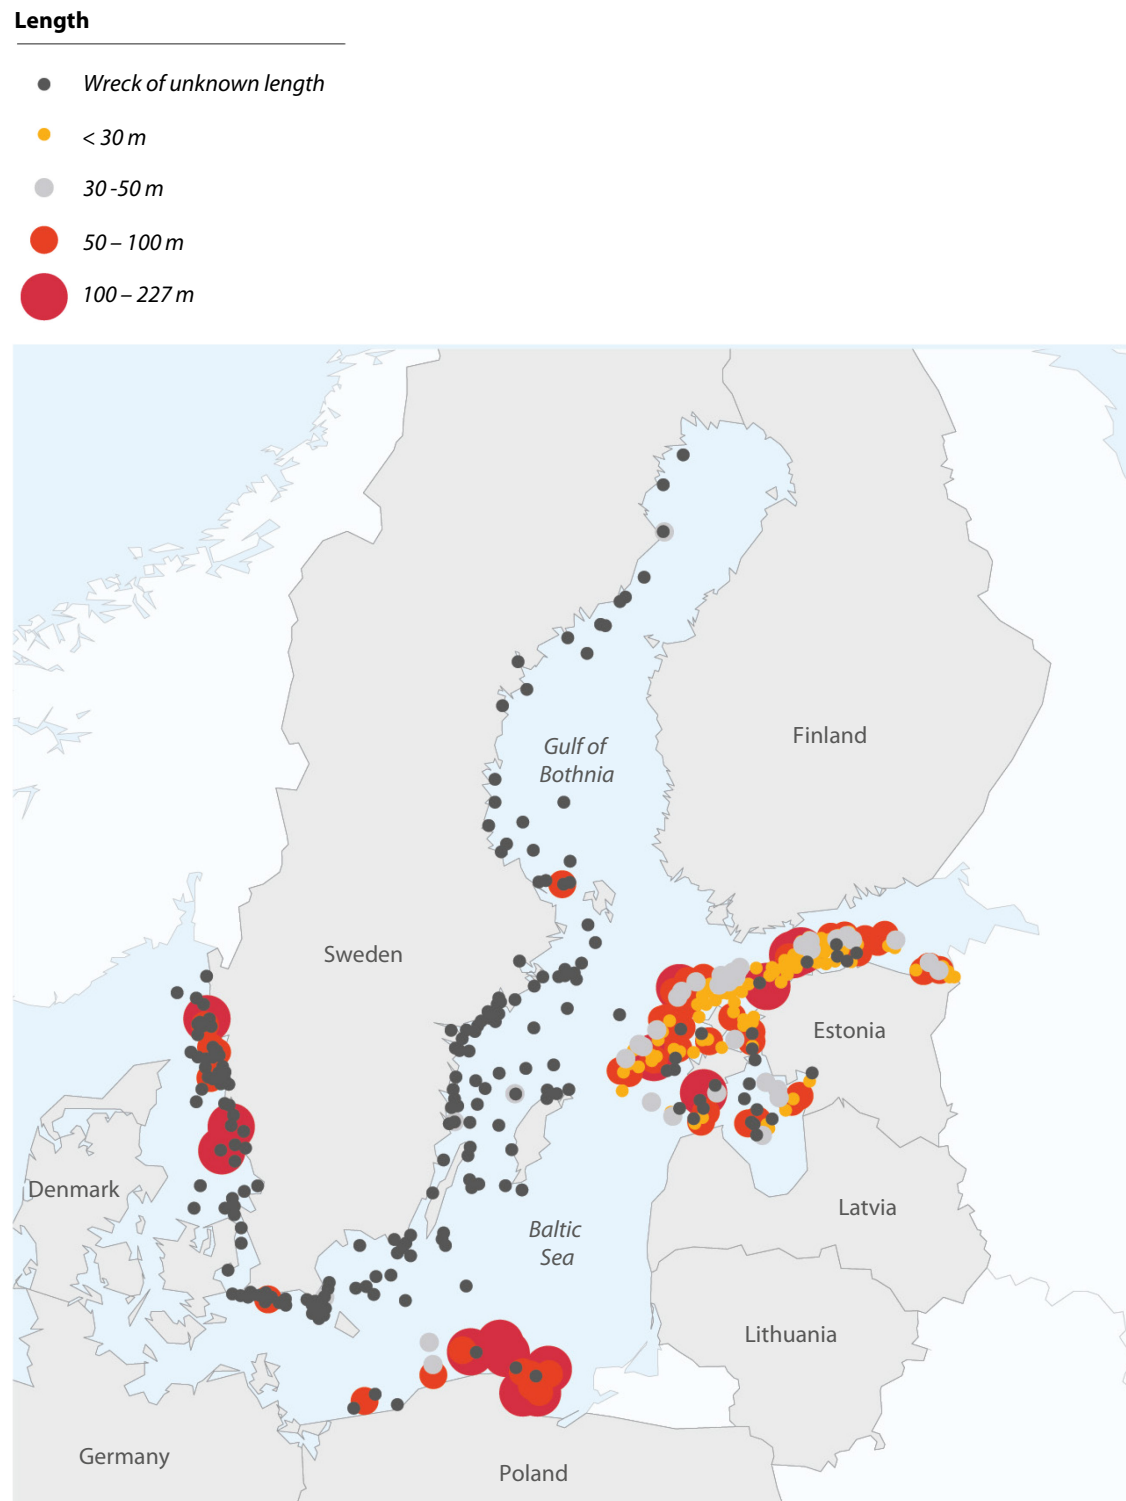 Length
Wreck of unknown length
< 30 m
30 -50 m
50 – 100 m
100 – 227 m
Gulf of
Bothnia
Finland
Sweden
Estonia
Denmark
Latvia
Baltic
Sea
Lithuania
Germany
Poland